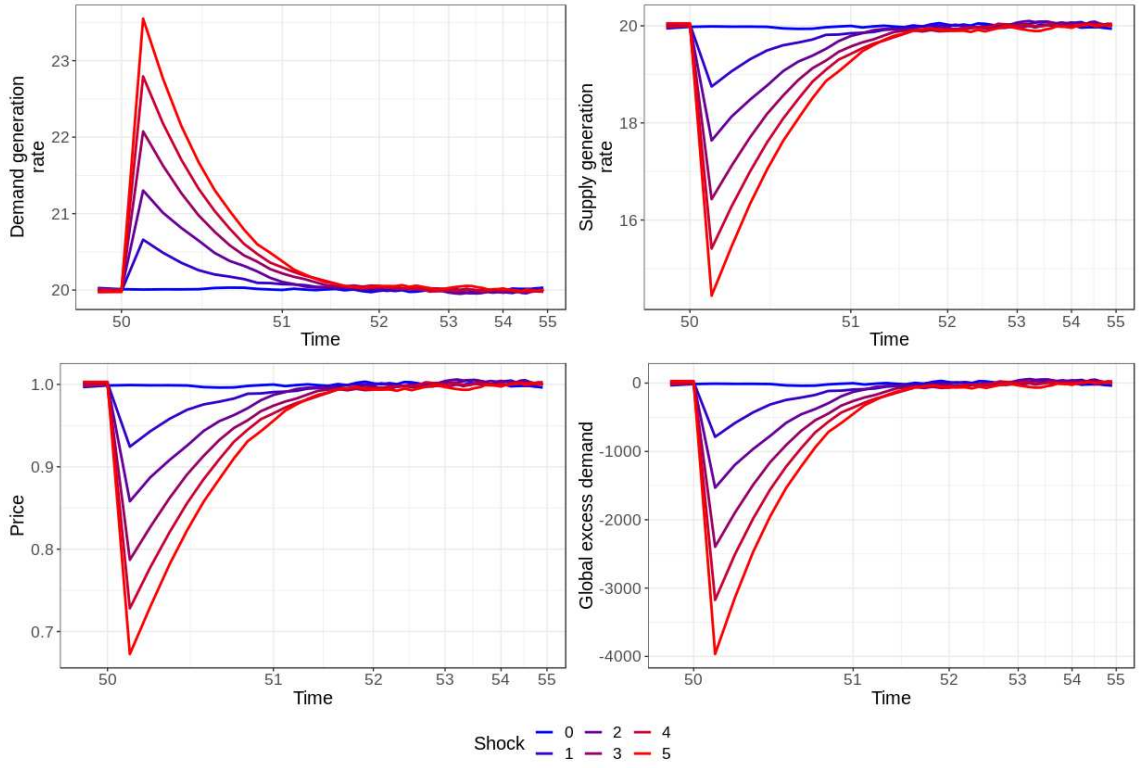 Demand generation
rate
23
22
21
20
50 51 52 53 54 55
Time
Supply generation
rate
20
18
16
50 51 52 53 54 55
Time
Price
1.0
0.9
0.8
0.7
50 51 52 53 54 55
Time
Global excess demand
0
-1000
-2000
-3000
-4000
50 51 52 53 54 55
Time
Shock
0 2 4
1 3 5